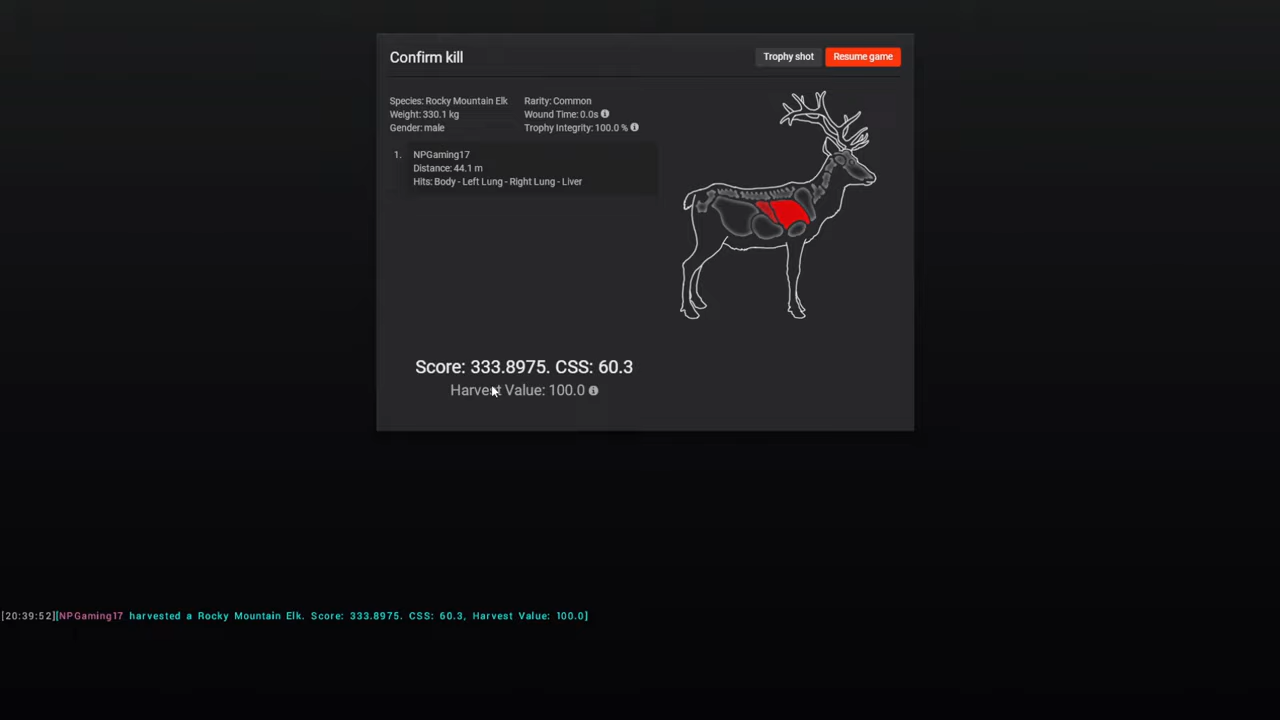 Confirm kill
Trophy shot
Resume game
Species: Rocky Mountain Elk
Weight: 330.1 kg
Gender: male
Rarity: Common
Wound Time: 0.0s
Trophy Integrity: 100.0 %
1. NPGaming17
Distance: 44.1 m
Hits: Body - Left Lung - Right Lung - Liver
Score: 333.8975. CSS: 60.3
Harvest Value: 100.0
[20:39:52][NPGaming17 harvested a Rocky Mountain Elk. Score: 333.8975. CSS: 60.3, Harvest Value: 100.0]